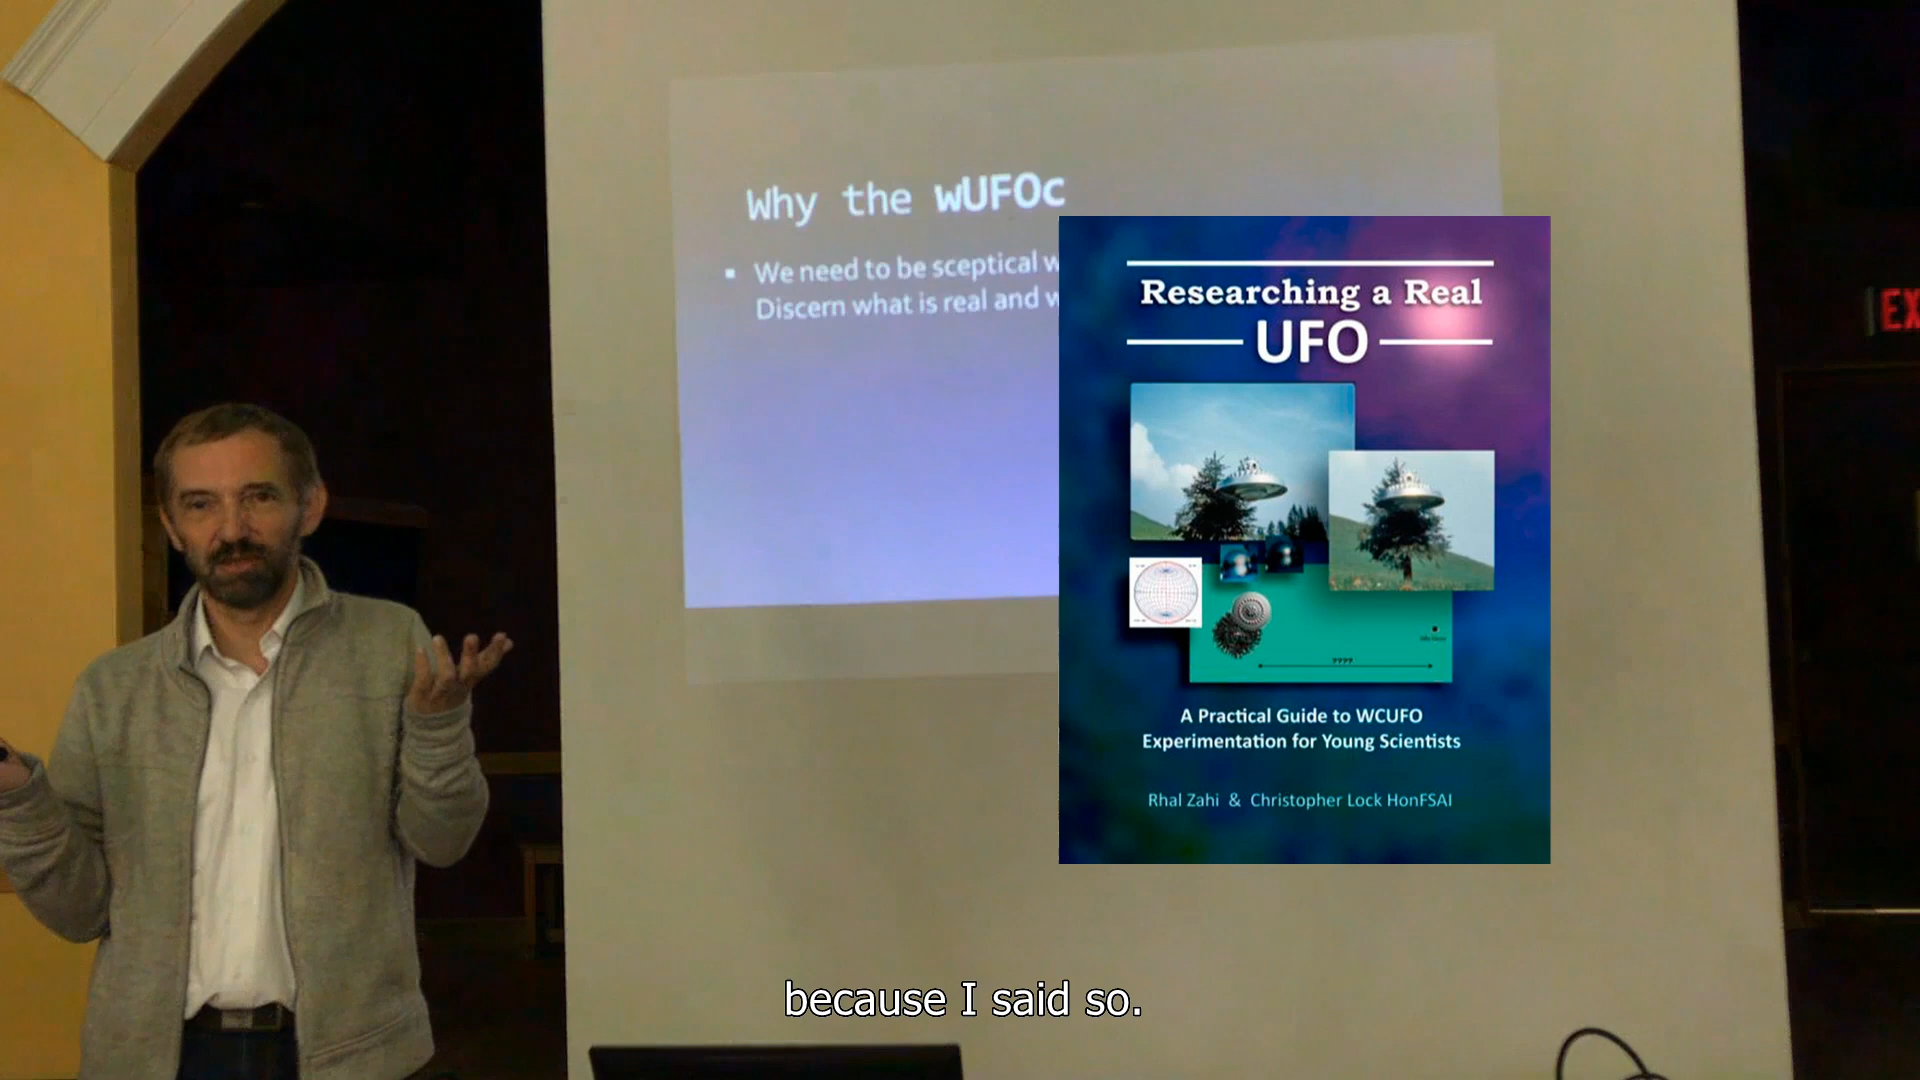 Why the wUFOc
We need to be sceptical
Discern what is real and
EX
Researching a Real
UFO
????
A Practical Guide to WCUFO
Experimentation for Young Scientists
Rhal Zahi & Christopher Lock HonFSAI
because I said so.